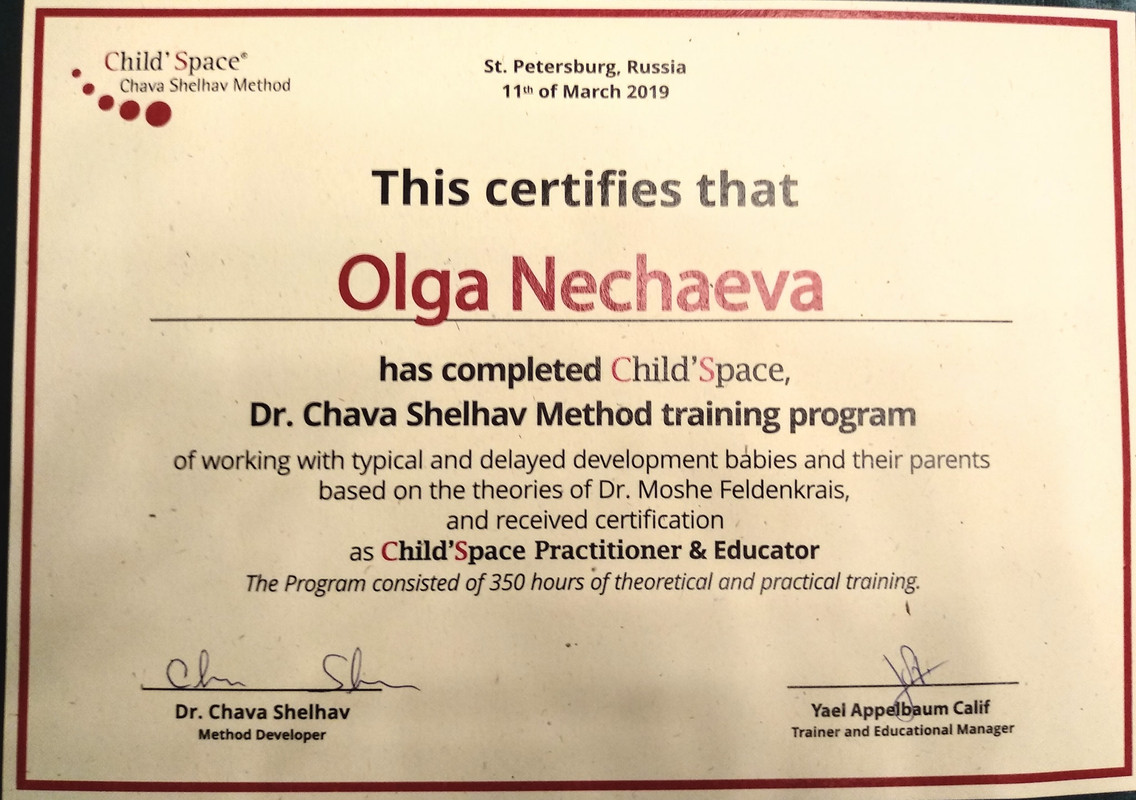 Child'Space®
Chava Shelhav Method
St. Petersburg, Russia
11th of March 2019
This certifies that
Olga Nechaeva
has completed Child'Space,
Dr. Chava Shelhav Method training program
of working with typical and delayed development babies and their parents
based on the theories of Dr. Moshe Feldenkrais,
and received certification
as Child'Space Practitioner & Educator
The Program consisted of 350 hours of theoretical and practical training.
Dr. Chava Shelhav
Method Developer
Yael Appelbaum Calif
Trainer and Educational Manager